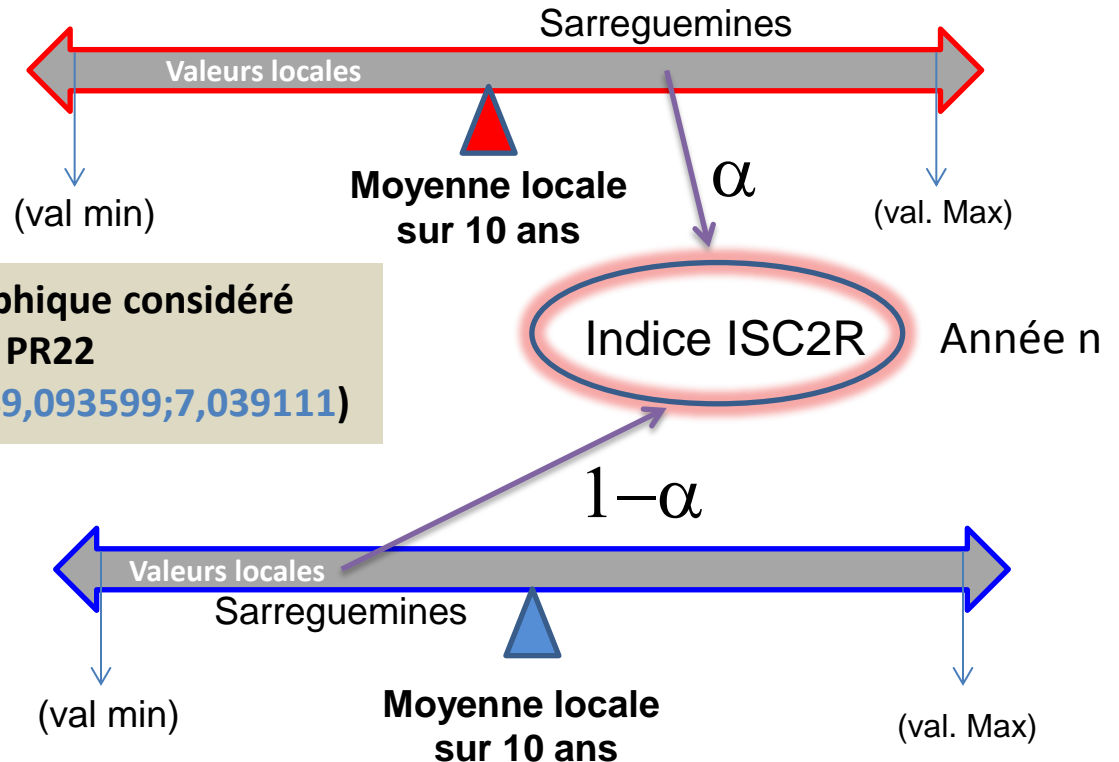 Sarreguemines
Valeurs locales
Moyenne locale
sur 10 ans
(val min)
α
(val. Max)
phique considéré
PR22
9,093599;7,039111)
Indice ISC2R
Année n
1−α
Valeurs locales
Sarreguemines
(val min)
Moyenne locale
sur 10 ans
(val. Max)